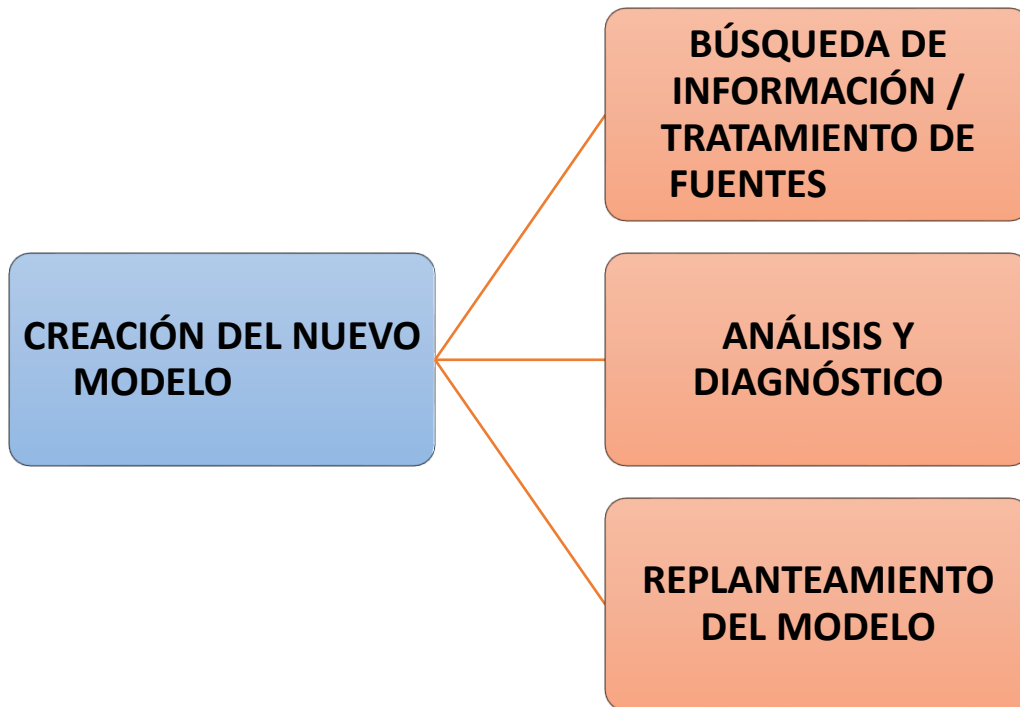 CREACIÓN DEL NUEVO
MODELO
BÚSQUEDA DE
INFORMACIÓN /
TRATAMIENTO DE
FUENTES
ANÁLISIS Y
DIAGNÓSTICO
REPLANTEAMIENTO
DEL MODELO